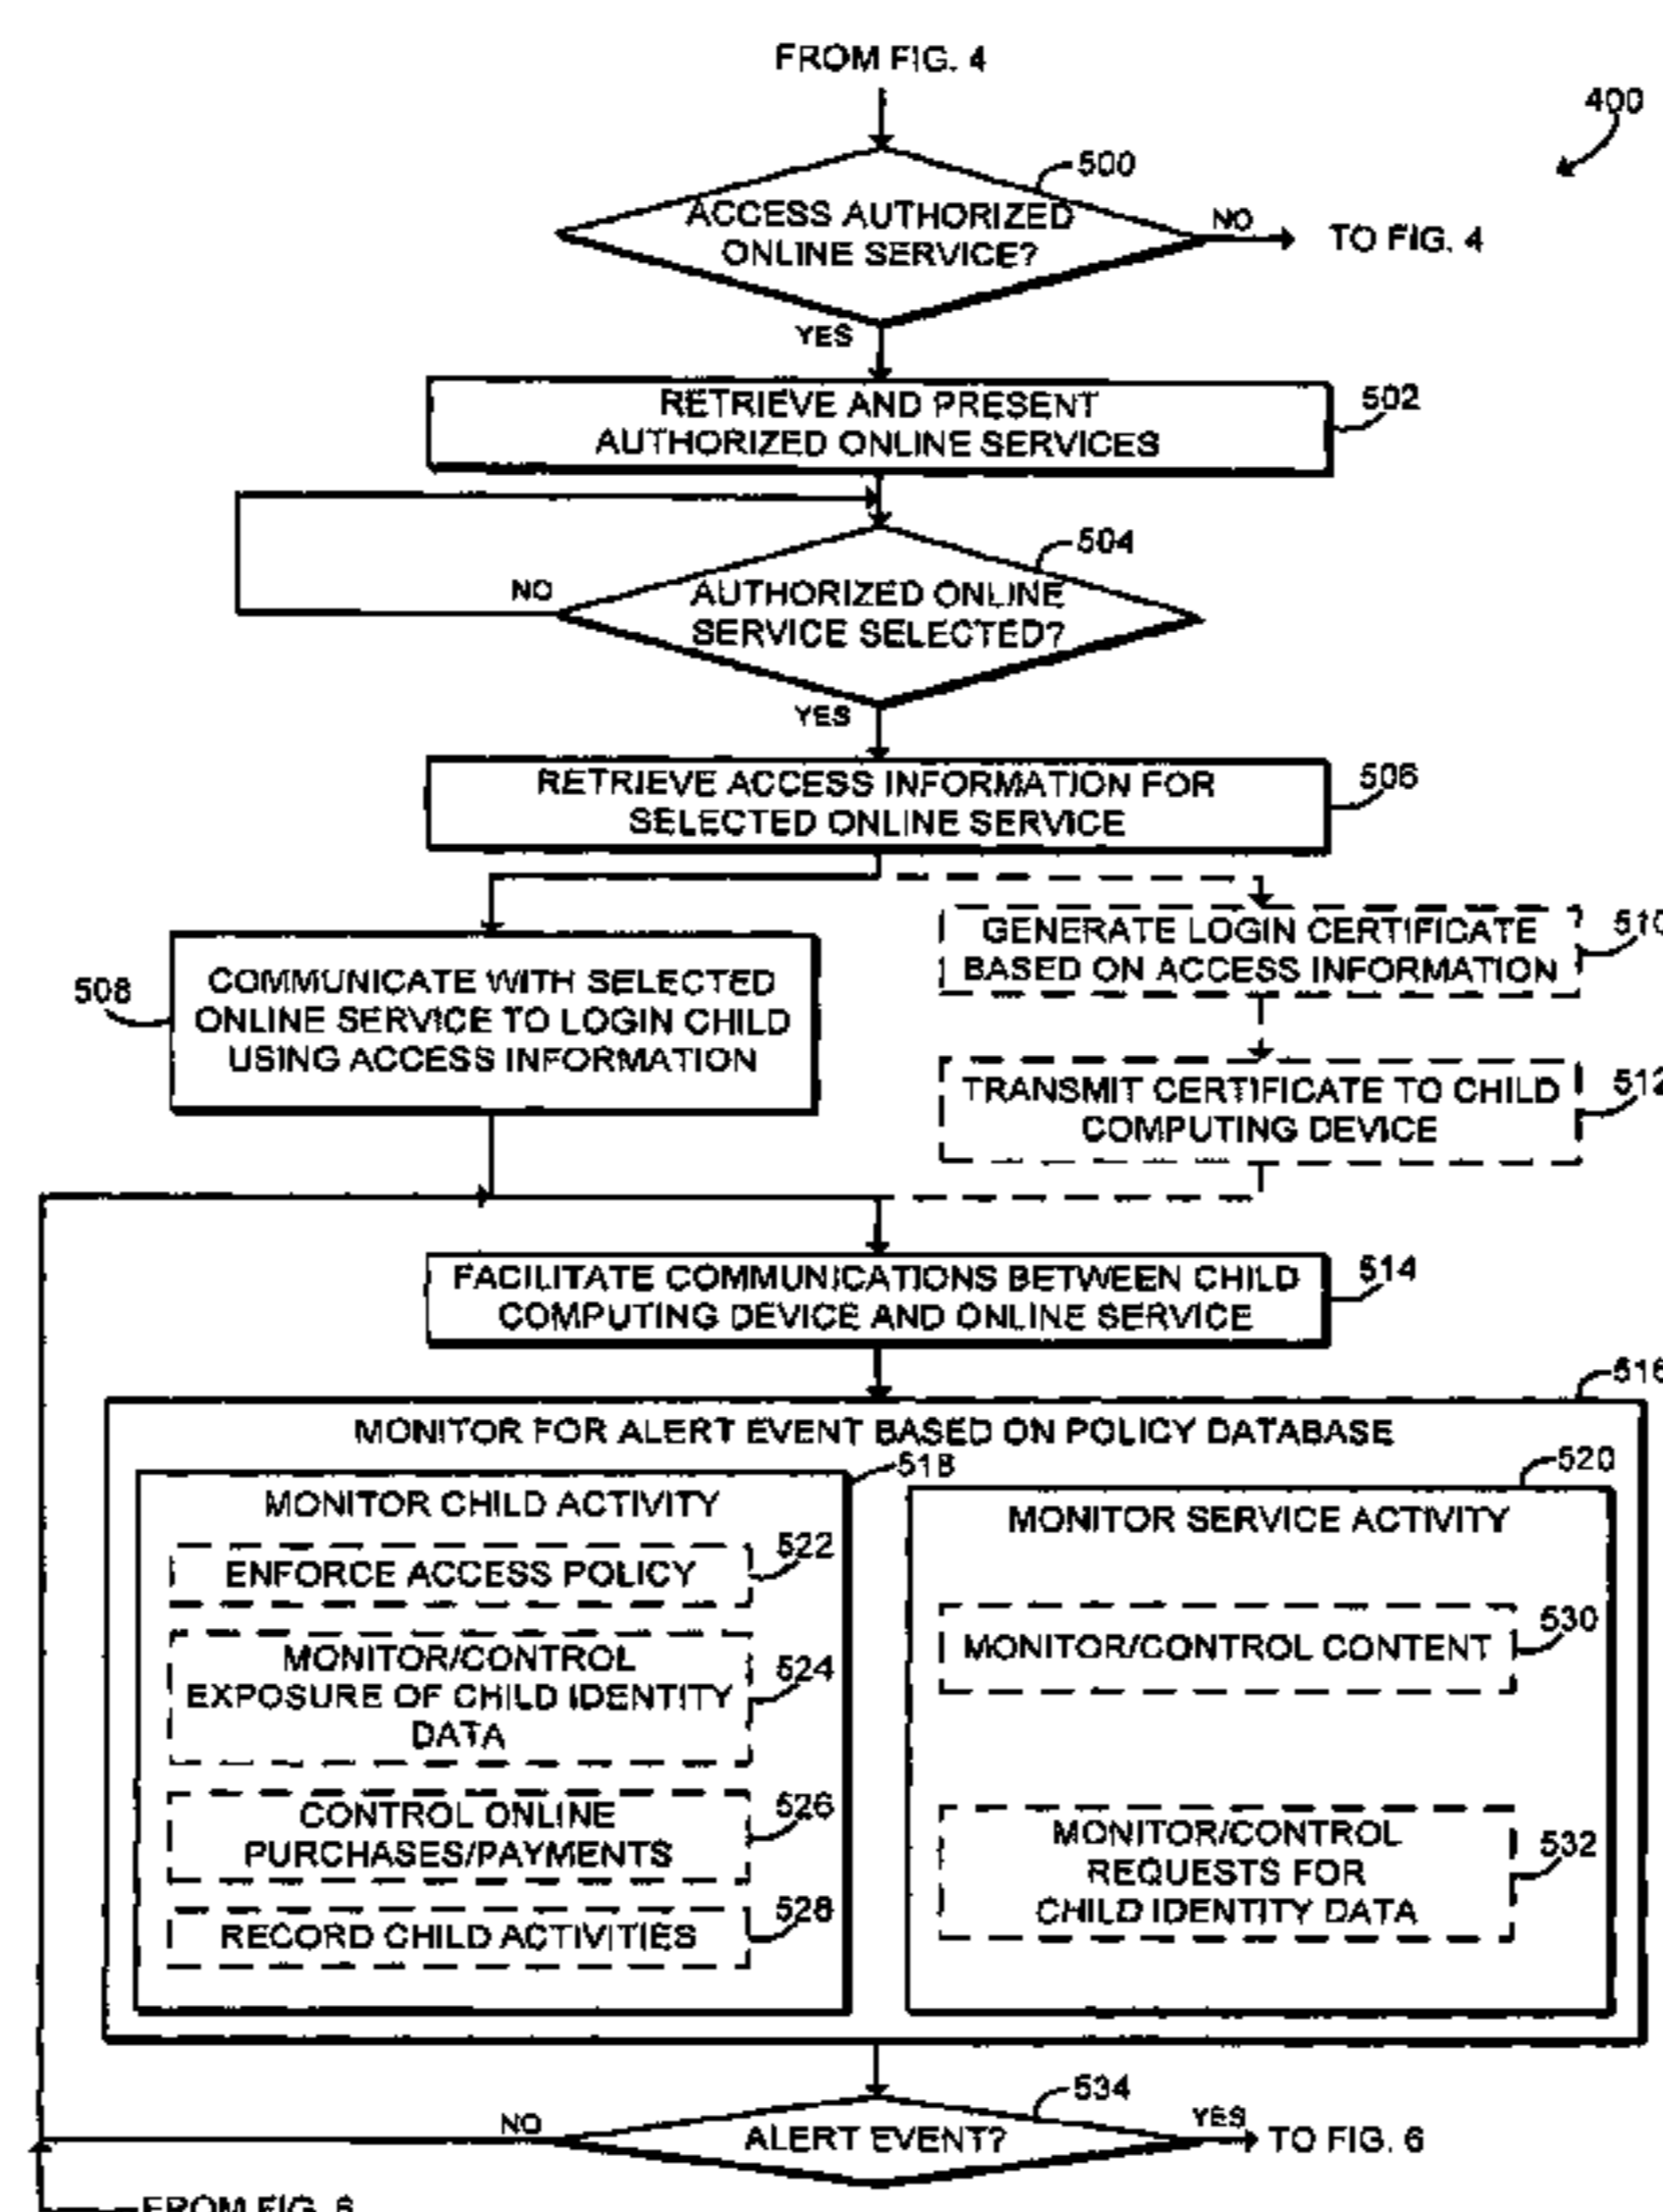 FROM FIG. 4
400
500
ACCESS AUTHORIZED
ONLINE SERVICE?
NO
TO FIG. 4
YES
RETRIEVE AND PRESENT
AUTHORIZED ONLINE SERVICES
502
504
NO
AUTHORIZED ONLINE
SERVICE SELECTED?
YES
RETRIEVE ACCESS INFORMATION FOR
SELECTED ONLINE SERVICE
506
508
COMMUNICATE WITH SELECTED
ONLINE SERVICE TO LOGIN CHILD
USING ACCESS INFORMATION
GENERATE LOGIN CERTIFICATE
BASED ON ACCESS INFORMATION
510
TRANSMIT CERTIFICATE TO CHILD
COMPUTING DEVICE
512
FACILITATE COMMUNICATIONS BETWEEN CHILD
COMPUTING DEVICE AND ONLINE SERVICE
514
516
MONITOR FOR ALERT EVENT BASED ON POLICY DATABASE
518
MONITOR CHILD ACTIVITY
522
ENFORCE ACCESS POLICY
MONITOR/CONTROL
EXPOSURE OF CHILD IDENTITY
DATA
524
CONTROL ONLINE
PURCHASES/PAYMENTS
526
RECORD CHILD ACTIVITIES
528
520
MONITOR SERVICE ACTIVITY
MONITOR/CONTROL CONTENT
530
MONITOR/CONTROL
REQUESTS FOR
CHILD IDENTITY DATA
532
534
NO
ALERT EVENT?
YES
TO FIG. 6
FROM FIG. 6